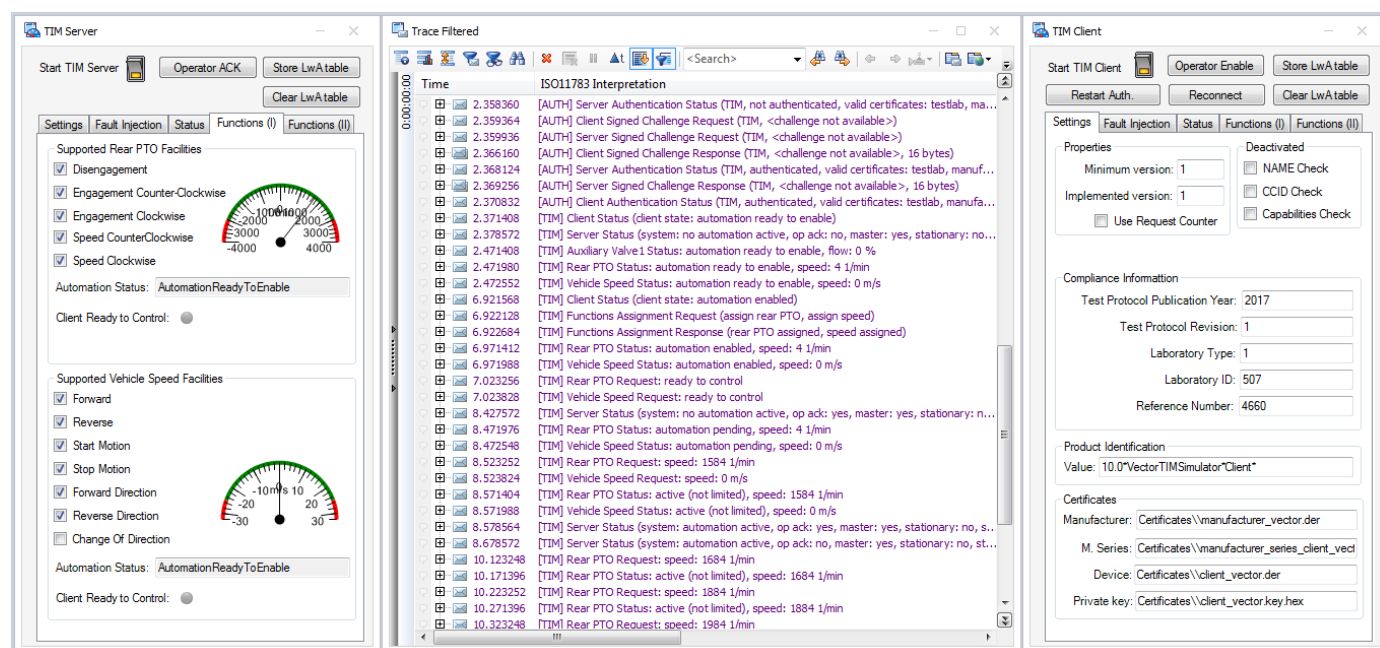 TIM Server
Start TIM Server
Operator ACK
Store LwA table
Clear LwA table
Settings
Fault Injection
Status
Functions (I)
Functions (II)
Supported Rear PTO Facilities
Disengagement
Engagement Counter-Clockwise
Engagement Clockwise
Speed CounterClockwise
Speed Clockwise
-4000
-3000
-2000
2000
3000
4000
Automation Status: AutomationReadyToEnable
Client Ready to Control:
Supported Vehicle Speed Facilities
Forward
Reverse
Start Motion
Stop Motion
Forward Direction
Reverse Direction
Change Of Direction
-30
-20
-10
m/s
10
20
30
Automation Status: AutomationReadyToEnable
Client Ready to Control:
Trace Filtered
Δt
<Search>
0:00:00:00
Time ISO11783 Interpretation
2.358360 [AUTH] Server Authentication Status (TIM, not authenticated, valid certificates: testlab, ma...
2.359364 [AUTH] Client Signed Challenge Request (TIM, <challenge not available>)
2.359936 [AUTH] Server Signed Challenge Request (TIM, <challenge not available>)
2.366160 [AUTH] Client Signed Challenge Response (TIM, <challenge not available>, 16 bytes)
2.368124 [AUTH] Server Authentication Status (TIM, authenticated, valid certificates: testlab, manuf...
2.369256 [AUTH] Server Signed Challenge Response (TIM, <challenge not available>, 16 bytes)
2.370832 [AUTH] Client Authentication Status (TIM, authenticated, valid certificates: testlab, manufa...
2.371408 [TIM] Client Status (client state: automation ready to enable)
2.378572 [TIM] Server Status (system: no automation active, op ack: no, master: yes, stationary: no...
2.471408 [TIM] Auxiliary Valve1 Status: automation ready to enable, flow: 0 %
2.471980 [TIM] Rear PTO Status: automation ready to enable, speed: 4 1/min
2.472552 [TIM] Vehicle Speed Status: automation ready to enable, speed: 0 m/s
6.921568 [TIM] Client Status (client state: automation enabled)
6.922128 [TIM] Functions Assignment Request (assign rear PTO, assign speed)
6.922684 [TIM] Functions Assignment Response (rear PTO assigned, speed assigned)
6.971412 [TIM] Rear PTO Status: automation enabled, speed: 4 1/min
6.971988 [TIM] Vehicle Speed Status: automation enabled, speed: 0 m/s
7.023256 [TIM] Rear PTO Request: ready to control
7.023828 [TIM] Vehicle Speed Request: ready to control
8.427572 [TIM] Server Status (system: no automation active, op ack: yes, master: yes, stationary: n...
8.471976 [TIM] Rear PTO Status: automation pending, speed: 4 1/min
8.472548 [TIM] Vehicle Speed Status: automation pending, speed: 0 m/s
8.523252 [TIM] Rear PTO Request: speed: 1584 1/min
8.523824 [TIM] Vehicle Speed Request: speed: 0 m/s
8.571404 [TIM] Rear PTO Status: active (not limited), speed: 1584 1/min
8.571988 [TIM] Vehicle Speed Status: active (not limited), speed: 0 m/s
8.578564 [TIM] Server Status (system: automation active, op ack: yes, master: yes, stationary: no, s...
8.678572 [TIM] Server Status (system: automation active, op ack: no, master: yes, stationary: no, st...
10.123248 [TIM] Rear PTO Request: speed: 1684 1/min
10.171396 [TIM] Rear PTO Status: active (not limited), speed: 1684 1/min
10.223252 [TIM] Rear PTO Request: speed: 1884 1/min
10.271396 [TIM] Rear PTO Status: active (not limited), speed: 1884 1/min
10.323248 [TIM] Rear PTO Request: speed: 1984 1/min
TIM Client
Start TIM Client
Operator Enable
Store LwA table
Restart Auth.
Reconnect
Clear LwA table
Settings
Fault Injection
Status
Functions (I)
Functions (II)
Properties
Minimum version: 1
Implemented version: 1
Use Request Counter
Deactivated
NAME Check
CCID Check
Capabilities Check
Compliance Informattion
Test Protocol Publication Year: 2017
Test Protocol Revision: 1
Laboratory Type: 1
Laboratory ID: 507
Reference Number: 4660
Product Identification
Value: 10.0*VectorTIMSimulator*Client*
Certificates
Manufacturer: Certificates\\manufacturer_vector.der
M. Series: Certificates\\manufacturer_series_client_vect
Device: Certificates\\client_vector.der
Private key: Certificates\\client_vector.key.hex